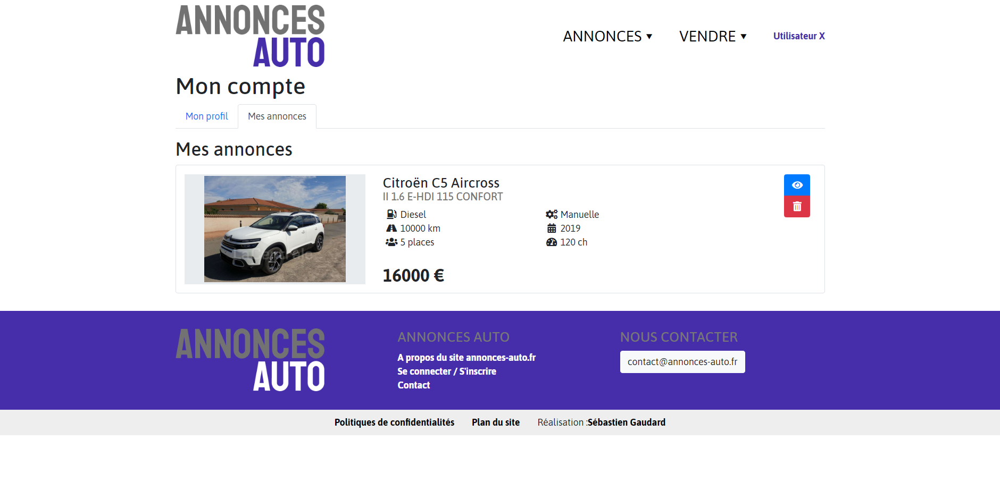 ANNONCES
AUTO
ANNONCES ▼
VENDRE ▼
Utilisateur X
Mon compte
Mon profil
Mes annonces
Mes annonces
LaCentrale
Citroën C5 Aircross
II 1.6 E-HDI 115 CONFORT
Diesel
Manuelle
10000 km
2019
5 places
120 ch
16000 €
ANNONCES
AUTO
ANNONCES AUTO
A propos du site annonces-auto.fr
Se connecter / S'inscrire
Contact
NOUS CONTACTER
contact@annonces-auto.fr
Politiques de confidentialités
Plan du site
Réalisation :Sébastien Gaudard